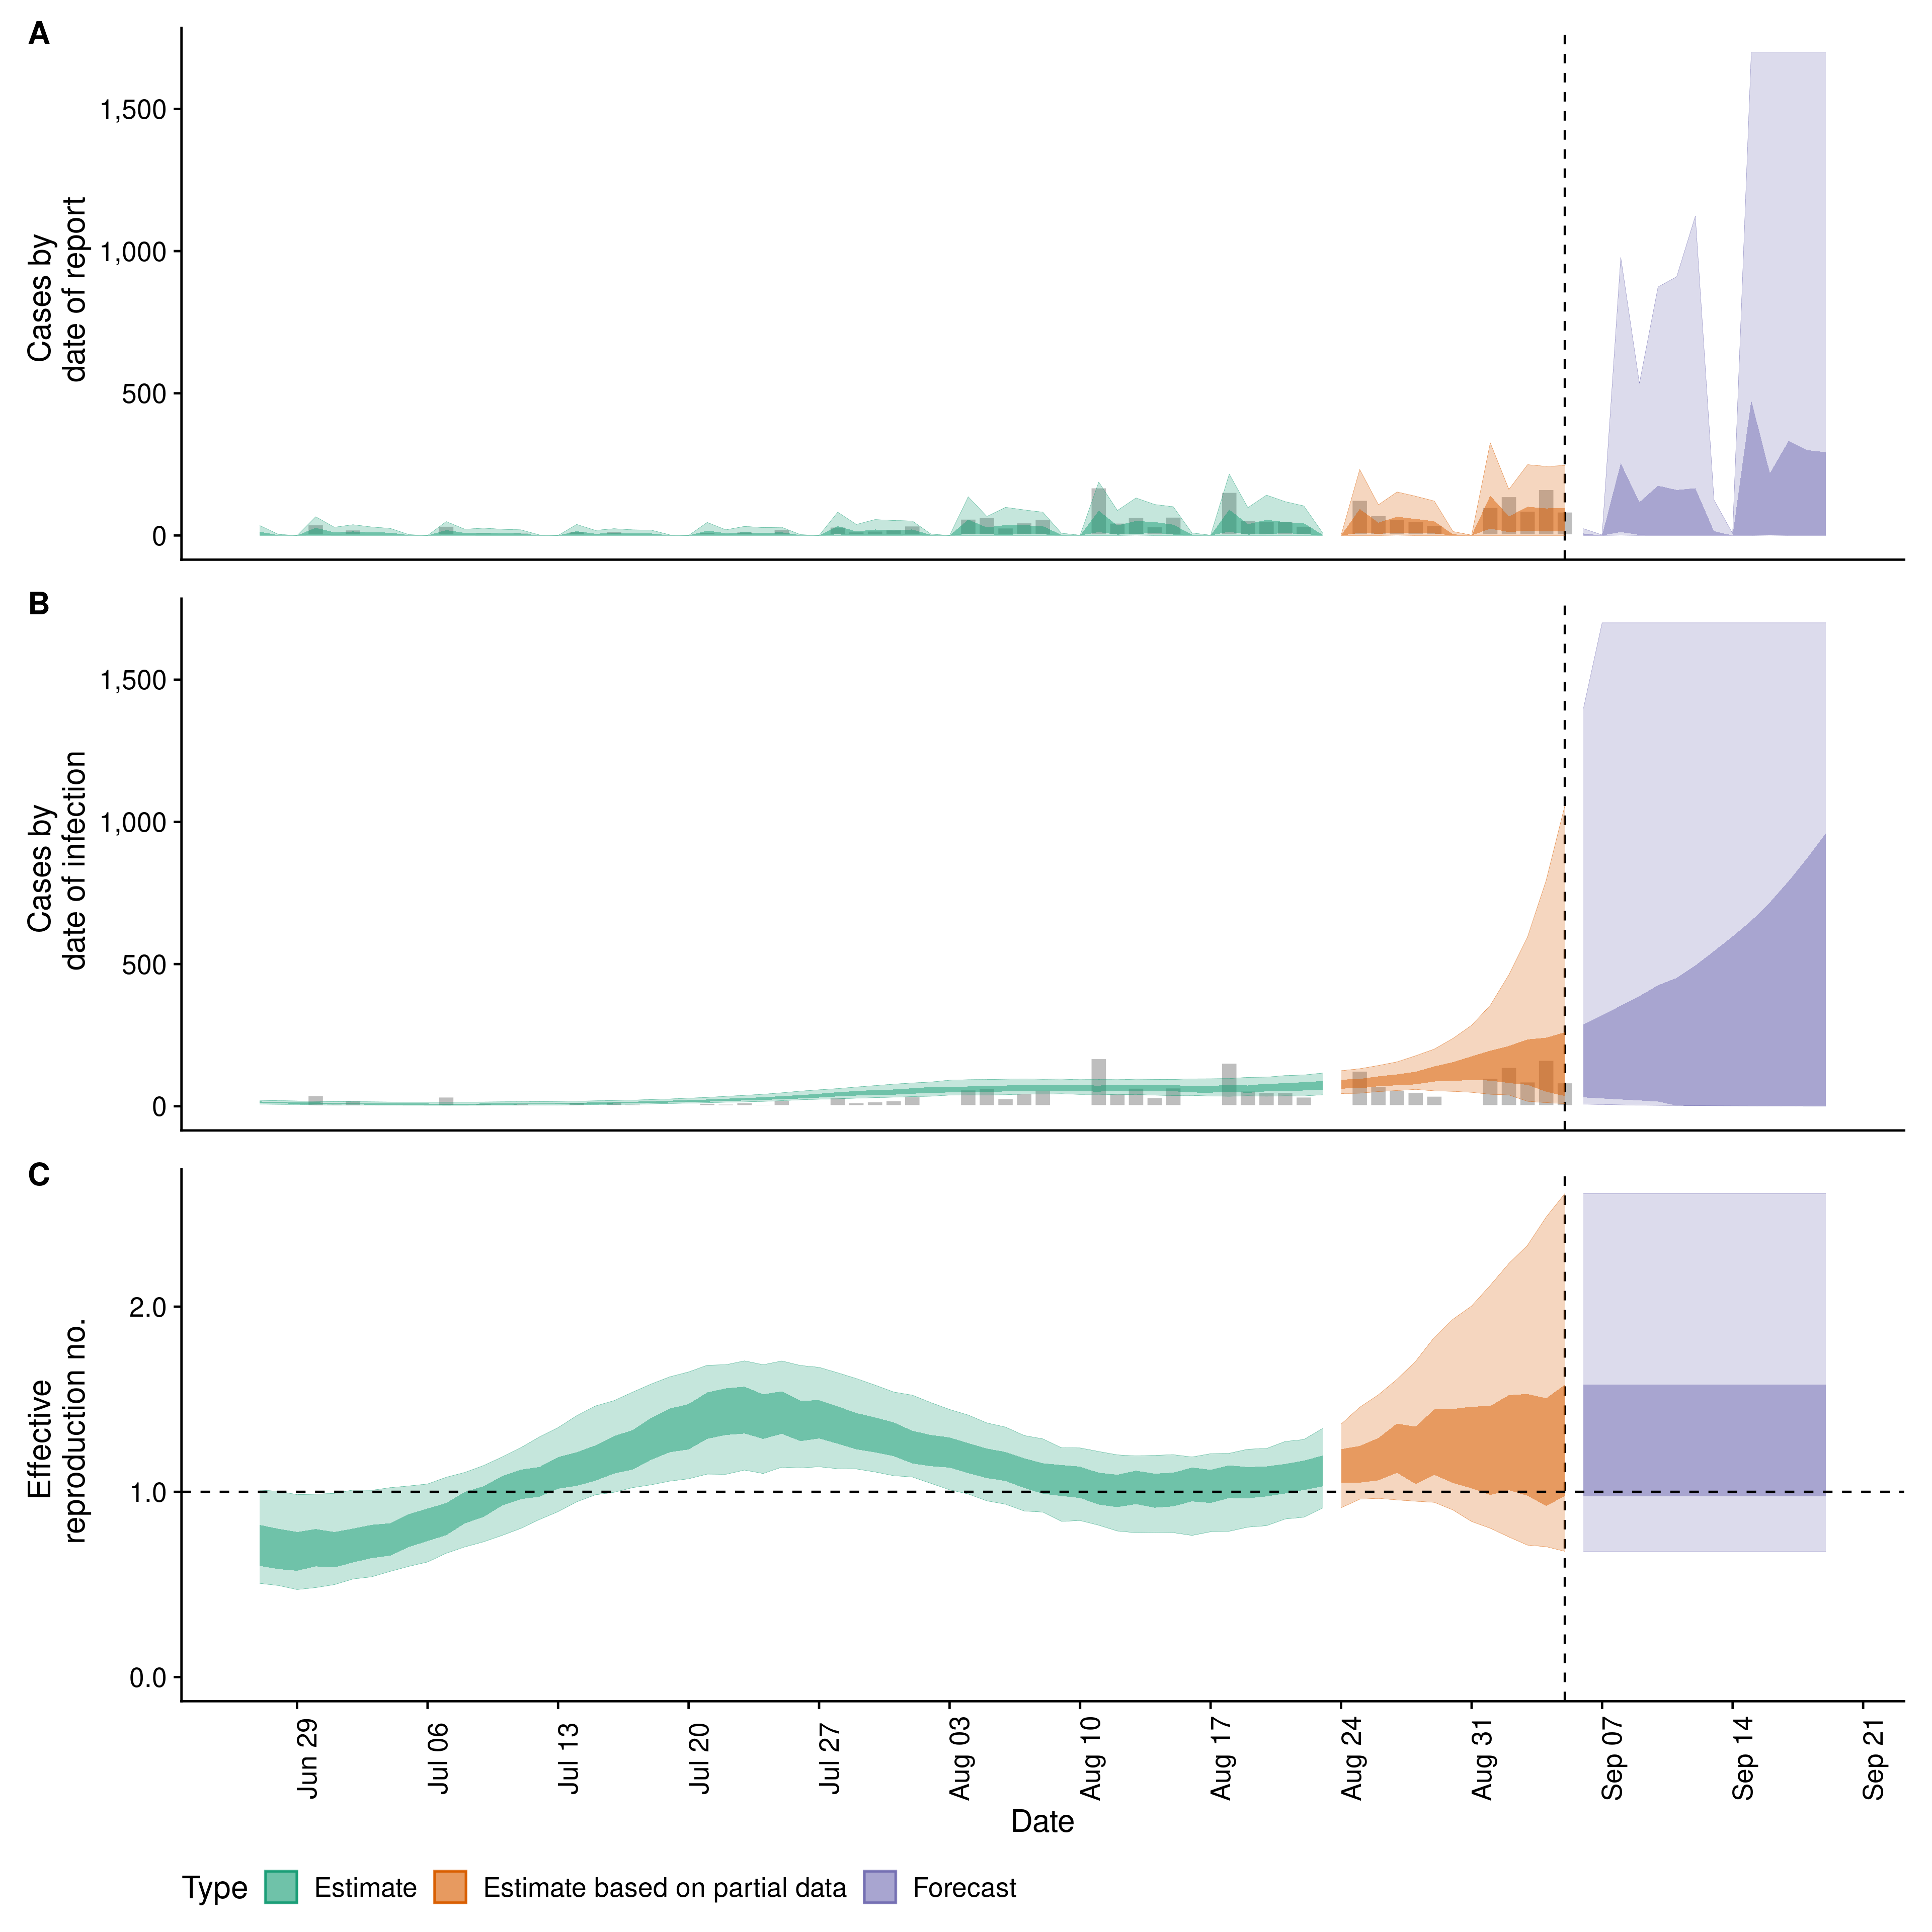 A
Cases by
date of report
1,500
1,000
500
0
B
Cases by
date of infection
1,500
1,000
500
0
C
Effective
reproduction no.
2.0
1.0
0.0
Jun 29
Jul 06
Jul 13
Jul 20
Jul 27
Aug 03
Aug 10
Aug 17
Aug 24
Aug 31
Sep 07
Sep 14
Sep 21
Date
Type Estimate Estimate based on partial data Forecast